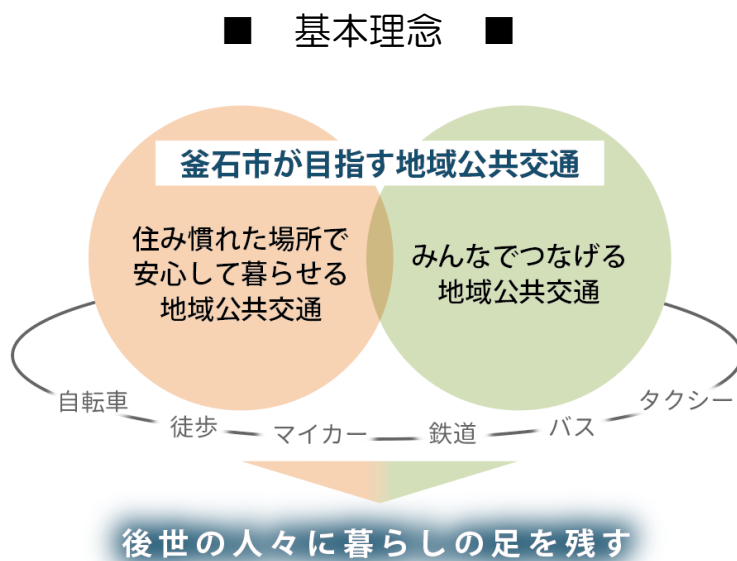 ■ 基本理念 ■
釜石市が目指す地域公共交通
住み慣れた場所で
安心して暮らせる
地域公共交通
みんなでつなげる
地域公共交通
自転車
徒歩
マイカー
鉄道
バス
タクシー
後世の人々に暮らしの足を残す